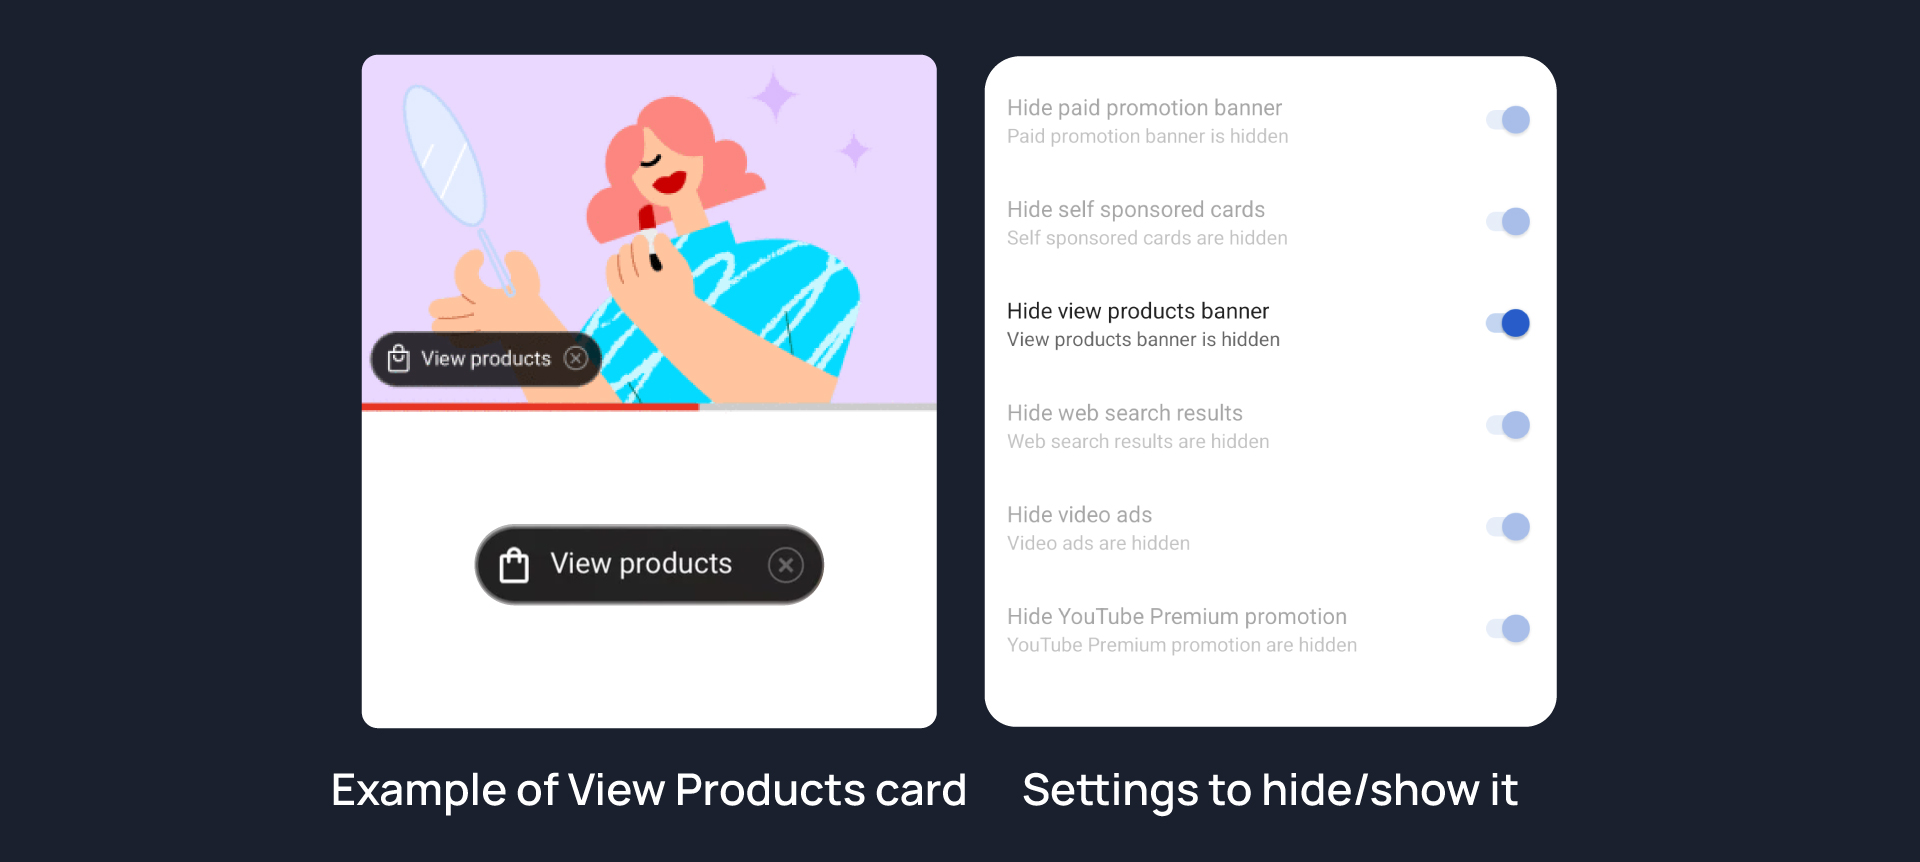 View products
View products
Example of View Products card
Hide paid promotion banner
Paid promotion banner is hidden
Hide self sponsored cards
Self sponsored cards are hidden
Hide view products banner
View products banner is hidden
Hide web search results
Web search results are hidden
Hide video ads
Video ads are hidden
Hide YouTube Premium promotion
YouTube Premium promotion are hidden
Settings to hide/show it